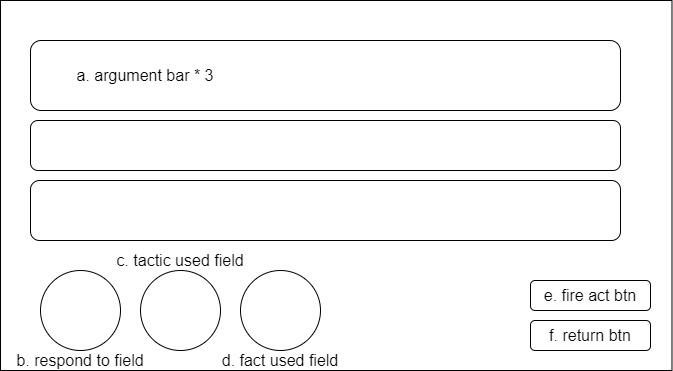 a. argument bar * 3
c. tactic used field
e. fire act btn
f. return btn
b. respond to field
d. fact used field